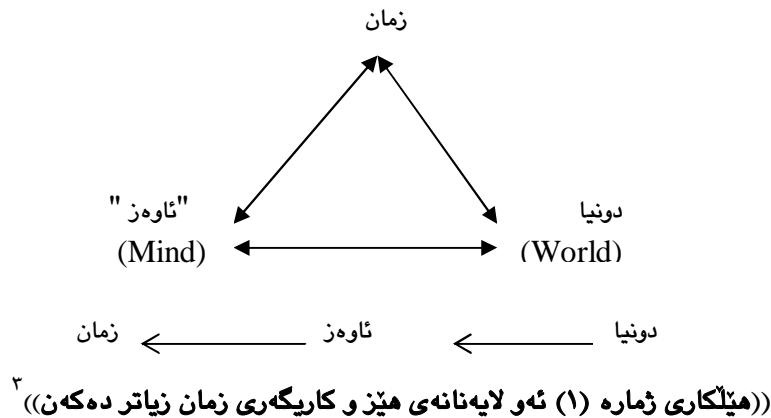 زمان
دونیا "ئاوەز"
(World) (Mind)
دونیا ئاوەز زمان
((هێڵکاری ژمارە (١) ئەو لایەنانەی هێز و کاریگەری زمان زیاتر دەکەن))٣